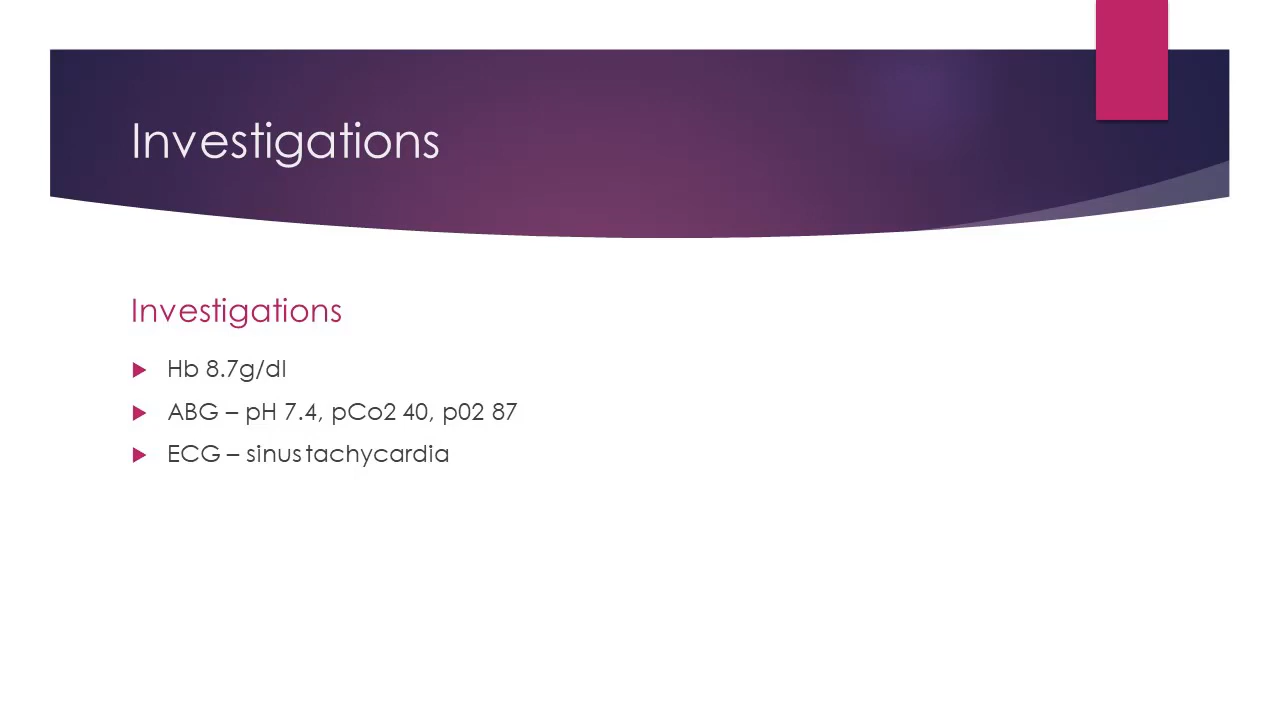 Investigations
Investigations
Hb 8.7g/dl
ABG – pH 7.4, pCo2 40, p02 87
ECG – sinus tachycardia